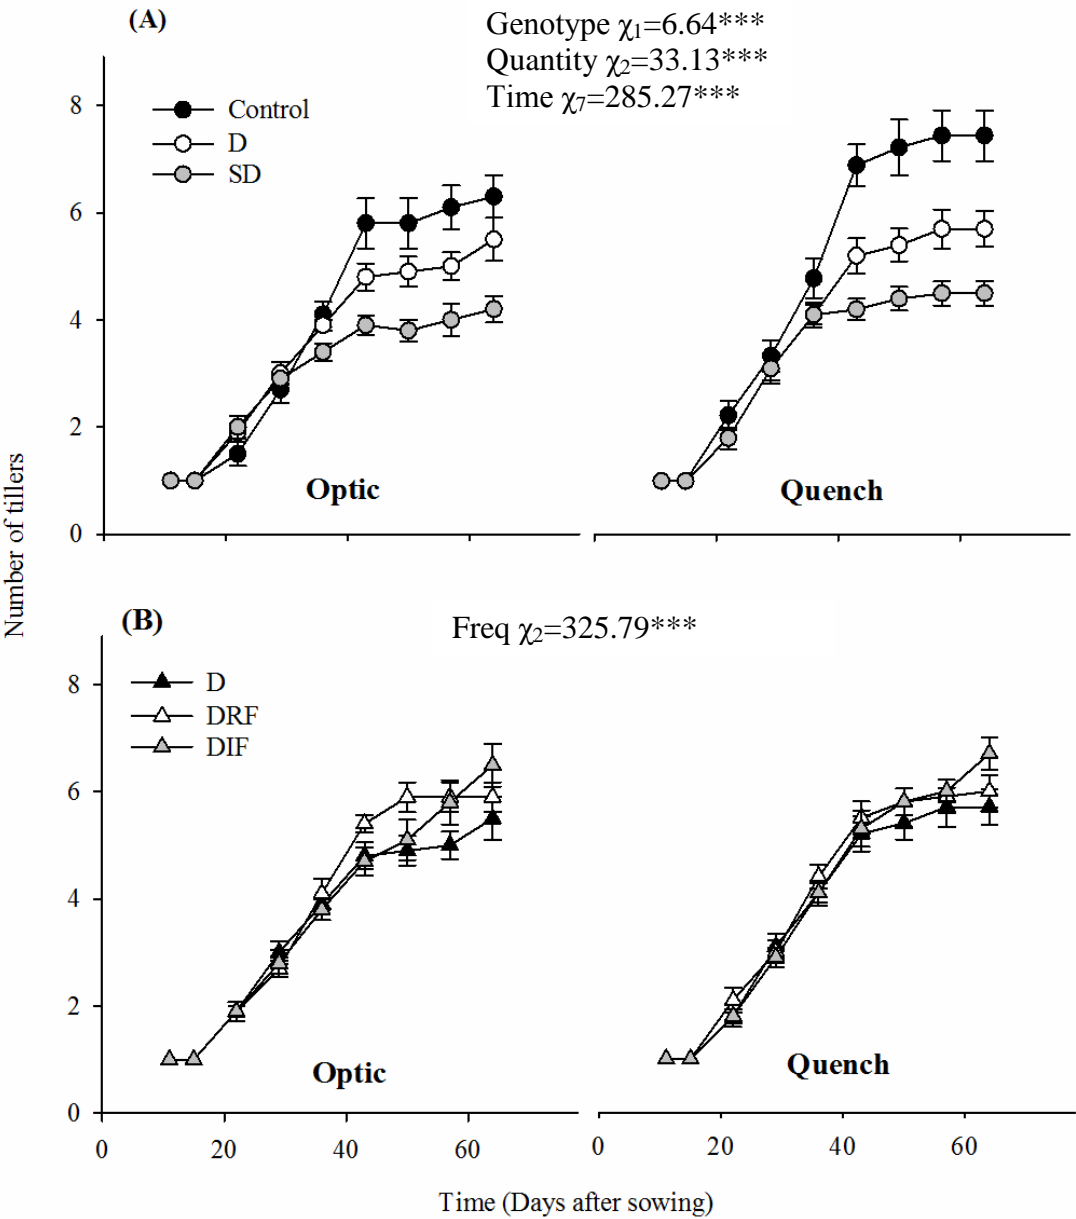 (A)
Genotype χ₁=6.64***
Quantity χ₂=33.13***
Time χ₇=285.27***
8
6
4
2
0
Control
D
SD
Optic
Quench
Number of tillers
(B)
Freq χ₂=325.79***
8
6
4
2
0
D
DRF
DIF
Optic
Quench
0 20 40 60
0 20 40 60
Time (Days after sowing)